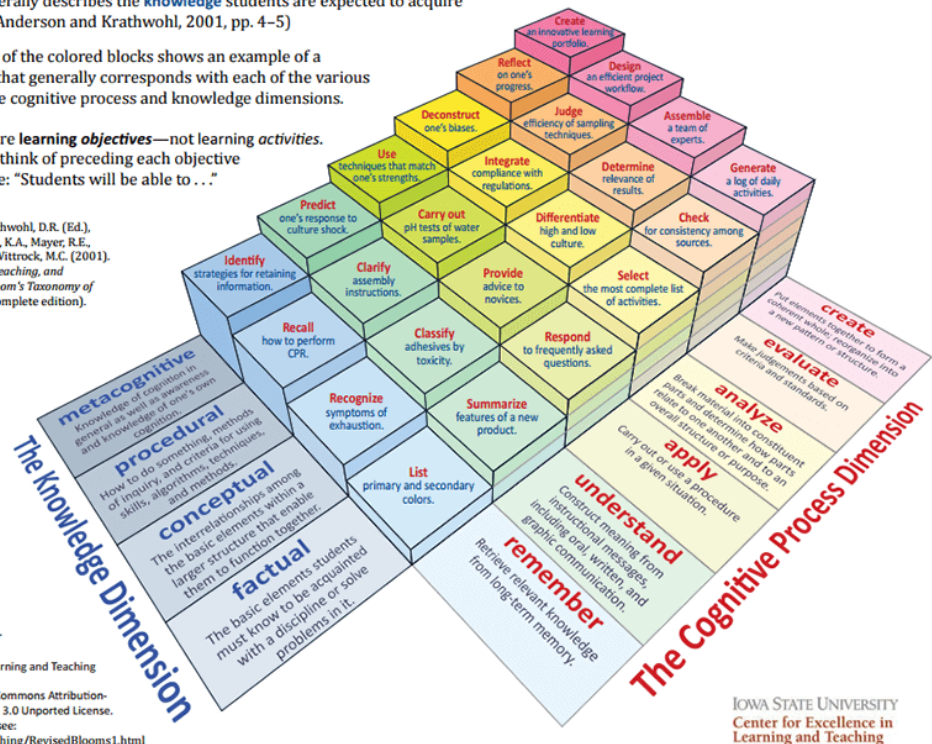 erally describes the knowledge students are expected to acquire
Anderson and Krathwohl, 2001, pp. 4–5)
of the colored blocks shows an example of a
that generally corresponds with each of the various
e cognitive process and knowledge dimensions.
re learning objectives—not learning activities.
think of preceding each objective
e: "Students will be able to . . ."
hwohl, D.R. (Ed.),
, K.A., Mayer, R.E.,
Wittrock, M.C. (2001).
eaching, and
om's Taxonomy of
omplete edition).
Create
an innovative learning
portfolio.
Reflect
on one's
progress.
Design
an efficient project
workflow.
Deconstruct
one's biases.
Judge
efficiency of sampling
techniques.
Assemble
a team of
experts.
Use
techniques that match
one's strengths.
Integrate
compliance with
regulations.
Determine
relevance of
results.
Generate
a log of daily
activities.
Predict
one's response to
culture shock.
Carry out
pH tests of water
samples.
Differentiate
high and low
culture.
Check
for consistency among
sources.
Identify
strategies for retaining
information.
Clarify
assembly
instructions.
Provide
advice to
novices.
Select
the most complete list
of activities.
Recall
how to perform
CPR.
Classify
adhesives by
toxicity.
Respond
to frequently asked
questions.
Recognize
symptoms of
exhaustion.
Summarize
features of a new
product.
List
primary and secondary
colors.
The Knowledge Dimension
metacognitive
Knowledge of cognition in
general as well as awareness
and knowledge of one's own
cognition.
procedural
How to do something, methods
of inquiry, and criteria for using
skills, algorithms, techniques,
and methods.
conceptual
The interrelationships among
the basic elements within a
larger structure that enable
them to function together.
factual
The basic elements students
must know to be acquainted
with a discipline or solve
problems in it.
The Cognitive Process Dimension
remember
Retrieve relevant knowledge
from long-term memory.
understand
Construct meaning from
instructional messages,
including oral, written, and
graphic communication.
apply
Carry out or use a procedure
in a given situation.
analyze
Break material into constituent
parts and determine how parts
relate to one another and to an
overall structure or purpose.
evaluate
Make judgements based on
criteria and standards.
create
Put elements together to form a
coherent whole; reorganize into
a new pattern or structure.
rning and Teaching
ommons Attribution-
3.0 Unported License.
see:
hing/RevisedBlooms1.html
IOWA STATE UNIVERSITY
Center for Excellence in
Learning and Teaching